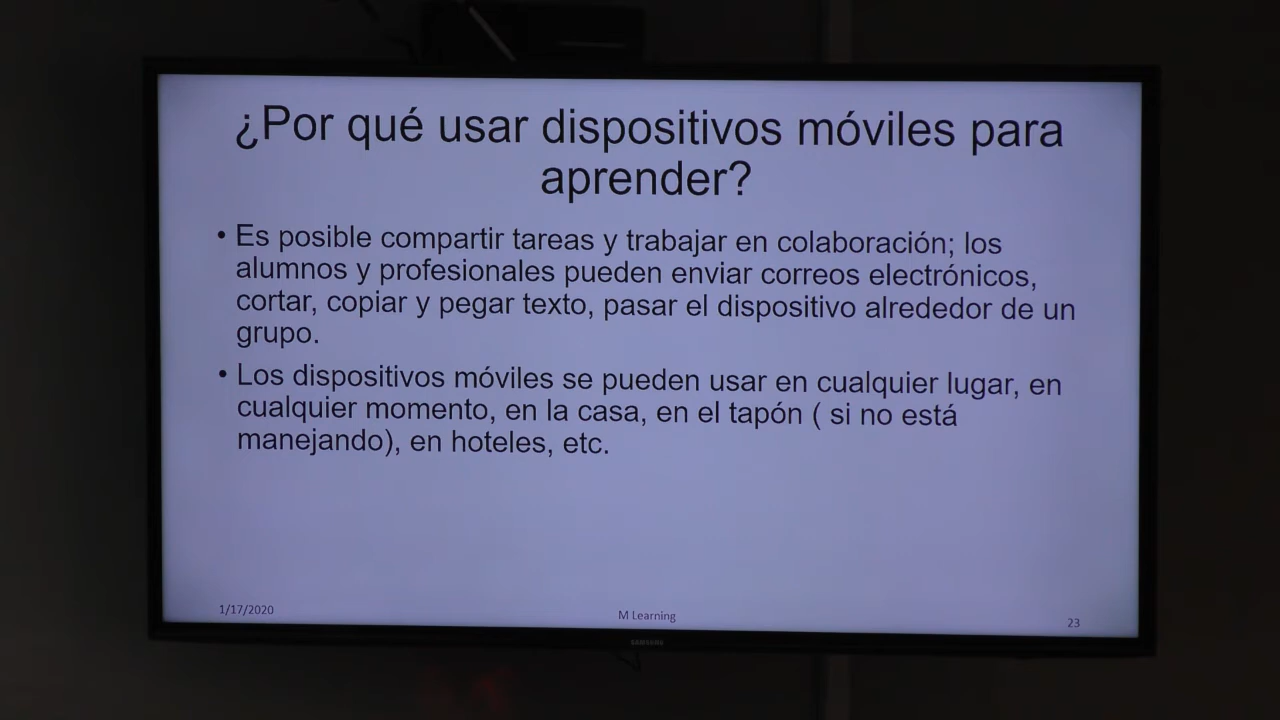 ¿Por qué usar dispositivos móviles para
aprender?
• Es posible compartir tareas y trabajar en colaboración; los
alumnos y profesionales pueden enviar correos electrónicos,
cortar, copiar y pegar texto, pasar el dispositivo alrededor de un
grupo.
• Los dispositivos móviles se pueden usar en cualquier lugar, en
cualquier momento, en la casa, en el tapón ( si no está
manejando), en hoteles, etc.
1/17/2020
M Learning
23
SAMSUNG